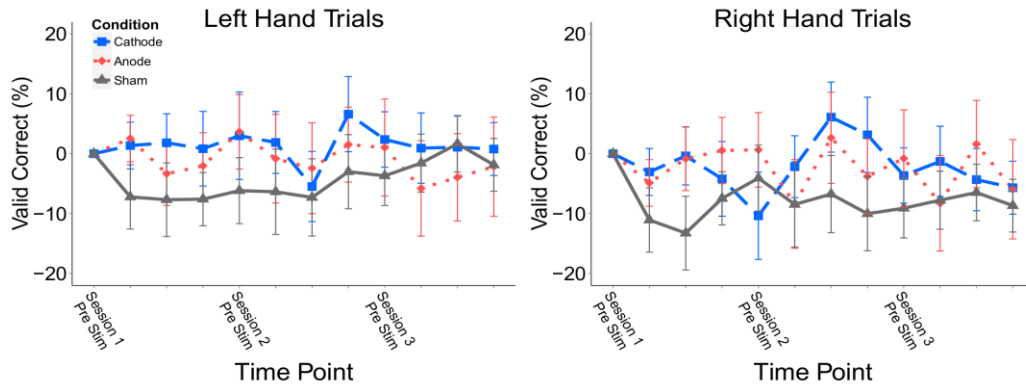 Left Hand Trials
Condition
Cathode
Anode
Sham
Valid Correct (%)
20
10
0
−10
−20
Session 1
Pre Stim
Session 2
Pre Stim
Session 3
Pre Stim
Time Point
Right Hand Trials
Valid Correct (%)
20
10
0
−10
−20
Session 1
Pre Stim
Session 2
Pre Stim
Session 3
Pre Stim
Time Point